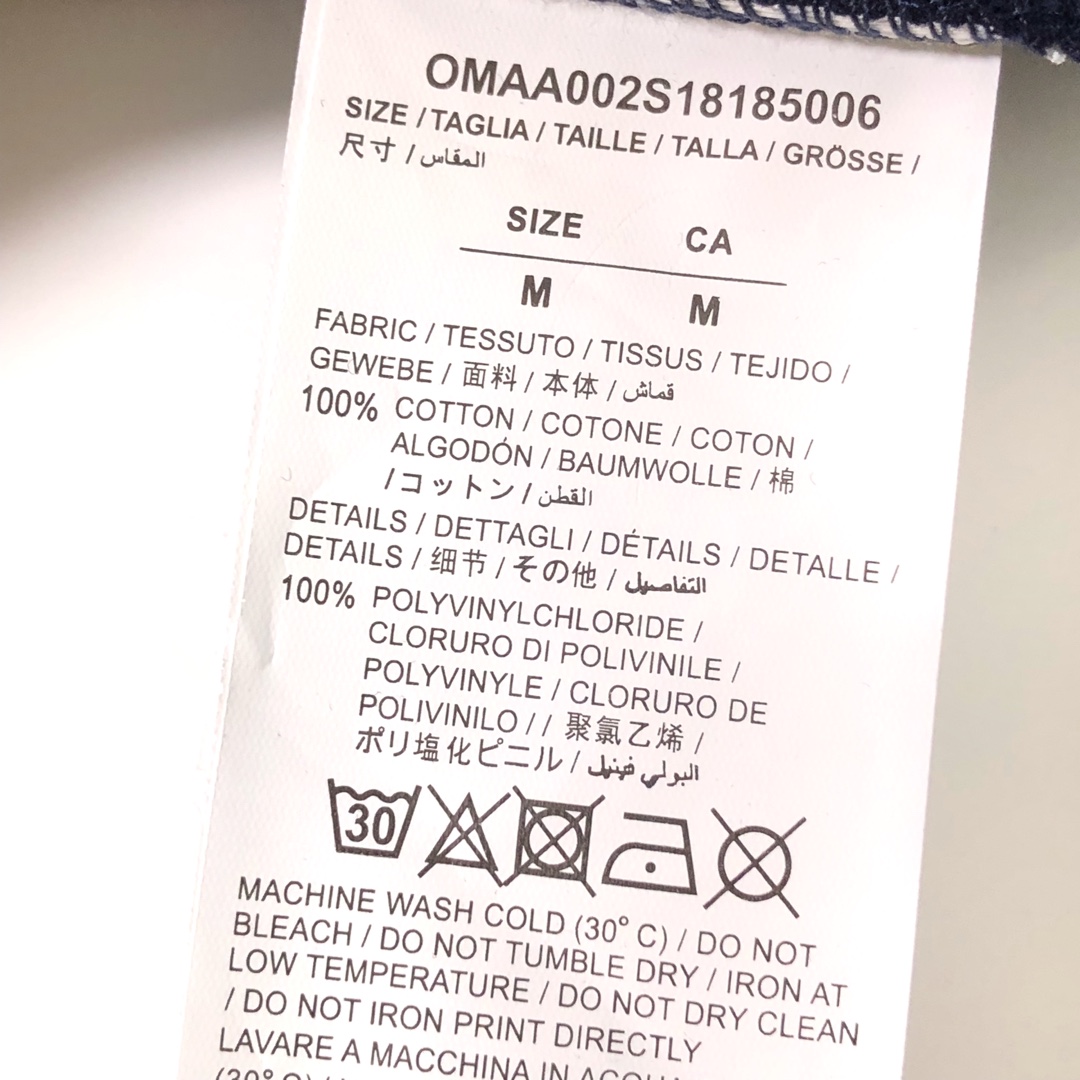 OMAA002S18185006
SIZE / TAGLIA / TAILLE / TALLA / GRÖSSE /
尺寸 / المقاس
SIZE CA
M M
FABRIC / TESSUTO / TISSUS / TEJIDO /
GEWEBE / 面料 / 本体 / قماش
100% COTTON / COTONE / COTON /
ALGODÓN / BAUMWOLLE / 棉
/ コットン / القطن
DETAILS / DETTAGLI / DÉTAILS / DETALLE /
DETAILS / 细节 / その他 / التفاصيل
100% POLYVINYLCHLORIDE /
CLORURO DI POLIVINILE /
POLYVINYLE / CLORURO DE
POLIVINILO / / 聚氯乙烯 /
ポリ塩化ビニル / البولي فينيل
30
MACHINE WASH COLD (30° C) / DO NOT
BLEACH / DO NOT TUMBLE DRY / IRON AT
LOW TEMPERATURE / DO NOT DRY CLEAN
/ DO NOT IRON PRINT DIRECTLY
LAVARE A MACCHINA IN
(30° C) /